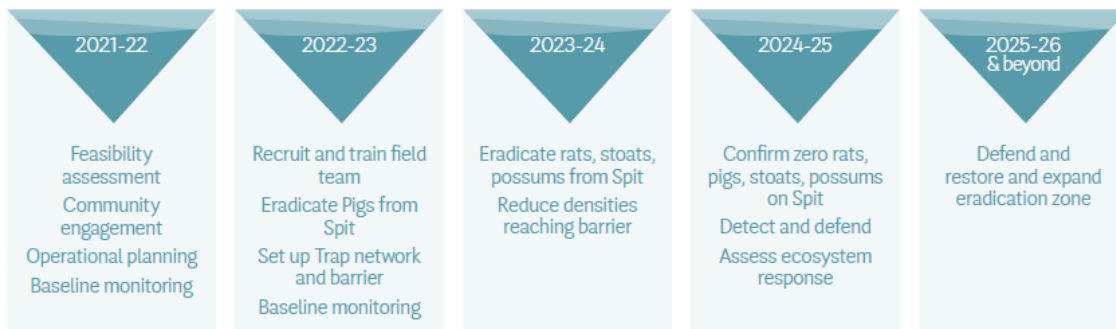 2021-22
Feasibility
assessment
Community
engagement
Operational planning
Baseline monitoring
2022-23
Recruit and train field
team
Eradicate Pigs from
Spit
Set up Trap network
and barrier
Baseline monitoring
2023-24
Eradicate rats, stoats,
possums from Spit
Reduce densities
reaching barrier
2024-25
Confirm zero rats,
pigs, stoats, possums
on Spit
Detect and defend
Assess ecosystem
response
2025-26
& beyond
Defend and
restore and expand
eradication zone